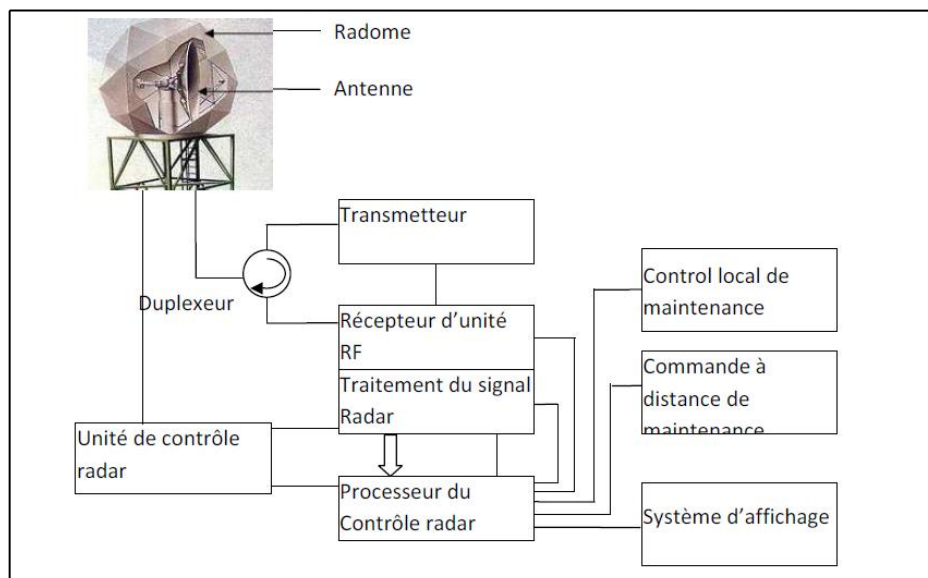 Radome
Antenne
Transmetteur
Duplexeur
Control local de
maintenance
Récepteur d'unité
RF
Commande à
distance de
maintenance
Traitement du signal
Radar
Unité de contrôle
radar
Processeur du
Contrôle radar
Système d'affichage